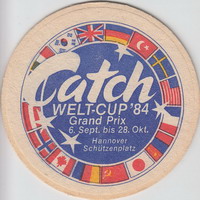 Catch
WELT-CUP '84
Grand Prix
6. Sept. bis 28. Okt.
Hannover
Schützenplatz